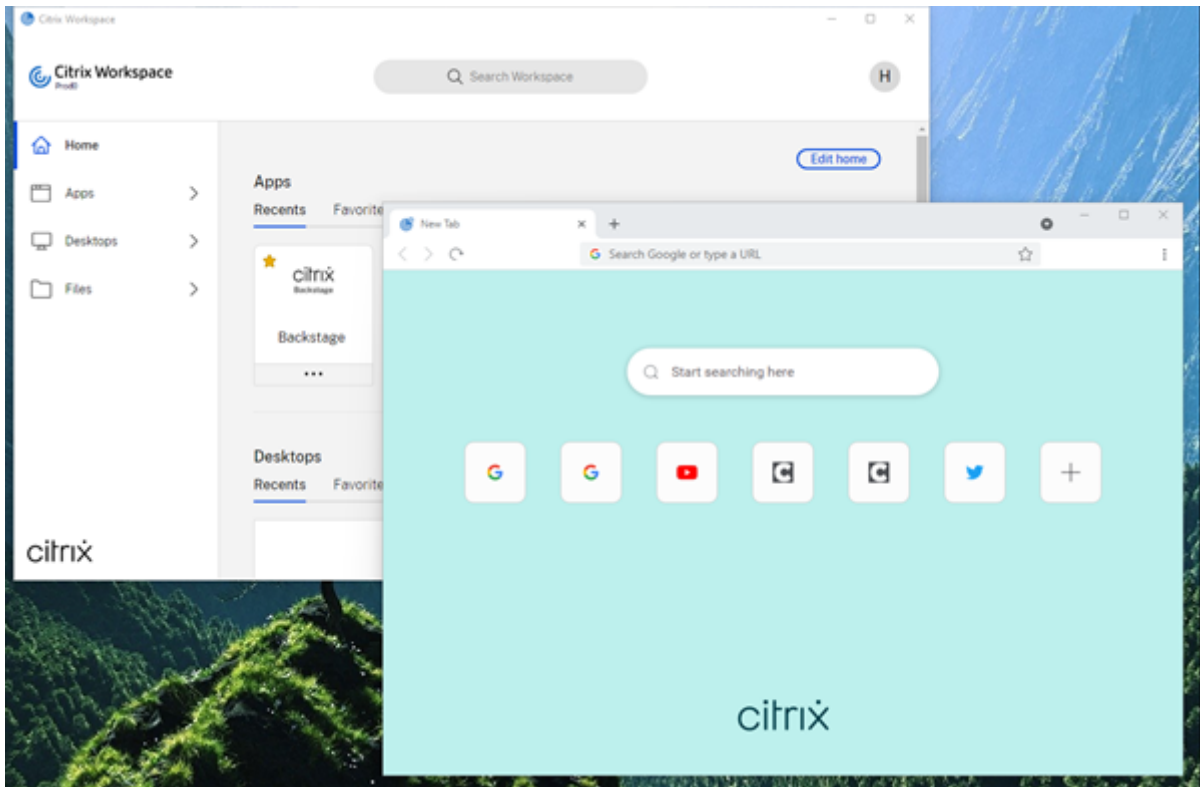 Citrix Workspace
Citrix Workspace
Prod0
Search Workspace
H
Home
Apps
Desktops
Files
citrix
Edit home
Apps
Recents Favorite
citrix
Backstage
Backstage
Desktops
Recents Favorite
New Tab
Search Google or type a URL
Start searching here
citrix